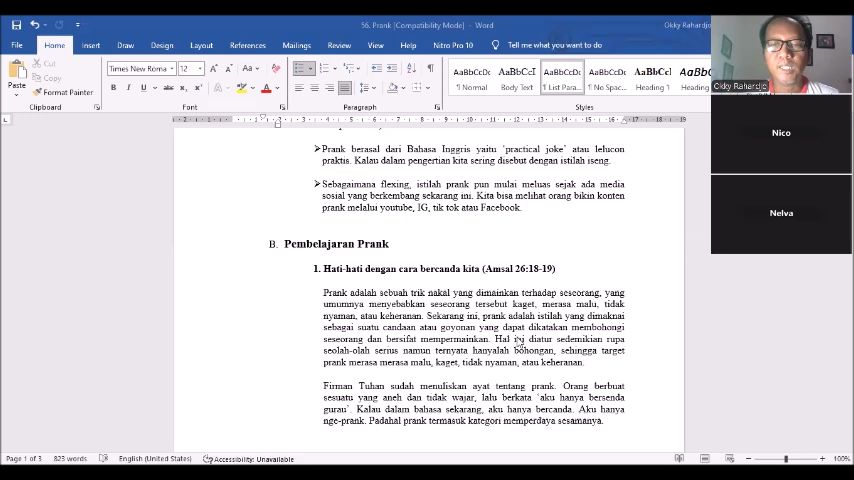 56. Prank [Compatibility Mode] - Word
Okky Rahardjo
File Home Insert Draw Design Layout References Mailings Review View Help Nitro Pro 10 Tell me what you want to do
Paste
Cut
Copy
Format Painter
Clipboard
Times New Roma 12
Font
Paragraph
AaBbCcDc AaBbCcI AaBbCcDc AaBbCcDc AaBbCc AaBbC
¶ Normal Body Text ¶ List Para... ¶ No Spac... Heading 1
Styles
Okky Rahardjo
Nico
Nelva
➢ Prank berasal dari Bahasa Inggris yaitu 'practical joke' atau lelucon
praktis. Kalau dalam pengertian kita sering disebut dengan istilah iseng.
➢ Sebagaimana flexing, istilah prank pun mulai meluas sejak ada media
sosial yang berkembang sekarang ini. Kita bisa melihat orang bikin konten
prank melalui youtube, IG, tik tok atau Facebook.
B. Pembelajaran Prank
1. Hati-hati dengan cara bercanda kita (Amsal 26:18-19)
Prank adalah sebuah trik nakal yang dimainkan terhadap seseorang, yang
umumnya menyebabkan seseorang tersebut kaget, merasa malu, tidak
nyaman, atau keheranan. Sekarang ini, prank adalah istilah yang dimaknai
sebagai suatu candaan atau goyonan yang dapat dikatakan membohongi
seseorang dan bersifat mempermainkan. Hal ini diatur sedemikian rupa
seolah-olah serius namun ternyata hanyalah bohongan, sehingga target
prank merasa merasa malu, kaget, tidak nyaman, atau keheranan.
Firman Tuhan sudah menuliskan ayat tentang prank. Orang berbuat
sesuatu yang aneh dan tidak wajar, lalu berkata 'aku hanya bersenda
gurau'. Kalau dalam bahasa sekarang, aku hanya bercanda. Aku hanya
nge-prank. Padahal prank termasuk kategori memperdaya sesamanya.
Page 1 of 3 823 words English (United States) Accessibility: Unavailable 100%